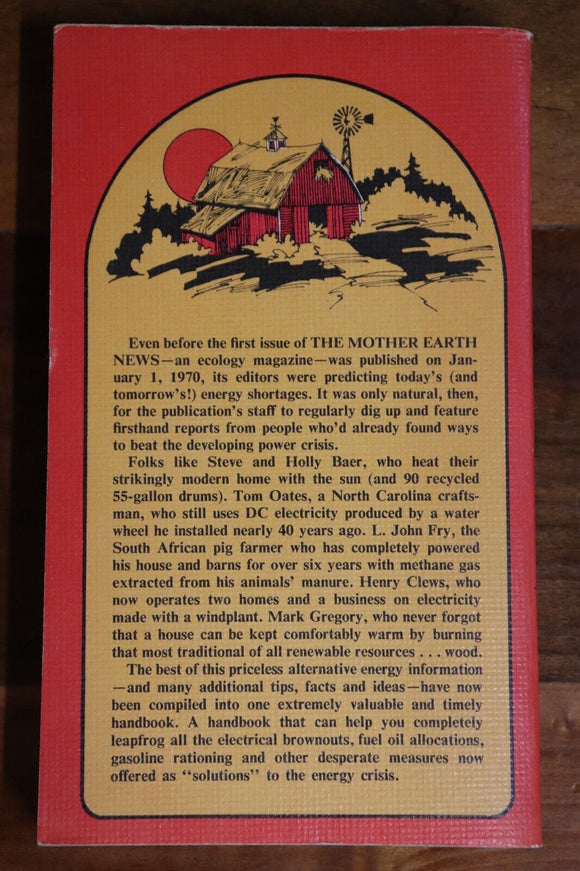 Even before the first issue of THE MOTHER EARTH
NEWS—an ecology magazine—was published on Jan-
uary 1, 1970, its editors were predicting today's (and
tomorrow's!) energy shortages. It was only natural, then,
for the publication's staff to regularly dig up and feature
firsthand reports from people who'd already found ways
to beat the developing power crisis.
Folks like Steve and Holly Baer, who heat their
strikingly modern home with the sun (and 90 recycled
55-gallon drums). Tom Oates, a North Carolina crafts-
man, who still uses DC electricity produced by a water
wheel he installed nearly 40 years ago. L. John Fry, the
South African pig farmer who has completely powered
his house and barns for over six years with methane gas
extracted from his animals' manure. Henry Clews, who
now operates two homes and a business on electricity
made with a windplant. Mark Gregory, who never forgot
that a house can be kept comfortably warm by burning
that most traditional of all renewable resources . . . wood.
The best of this priceless alternative energy information
—and many additional tips, facts and ideas—have now
been compiled into one extremely valuable and timely
handbook. A handbook that can help you completely
leapfrog all the electrical brownouts, fuel oil allocations,
gasoline rationing and other desperate measures now
offered as "solutions" to the energy crisis.